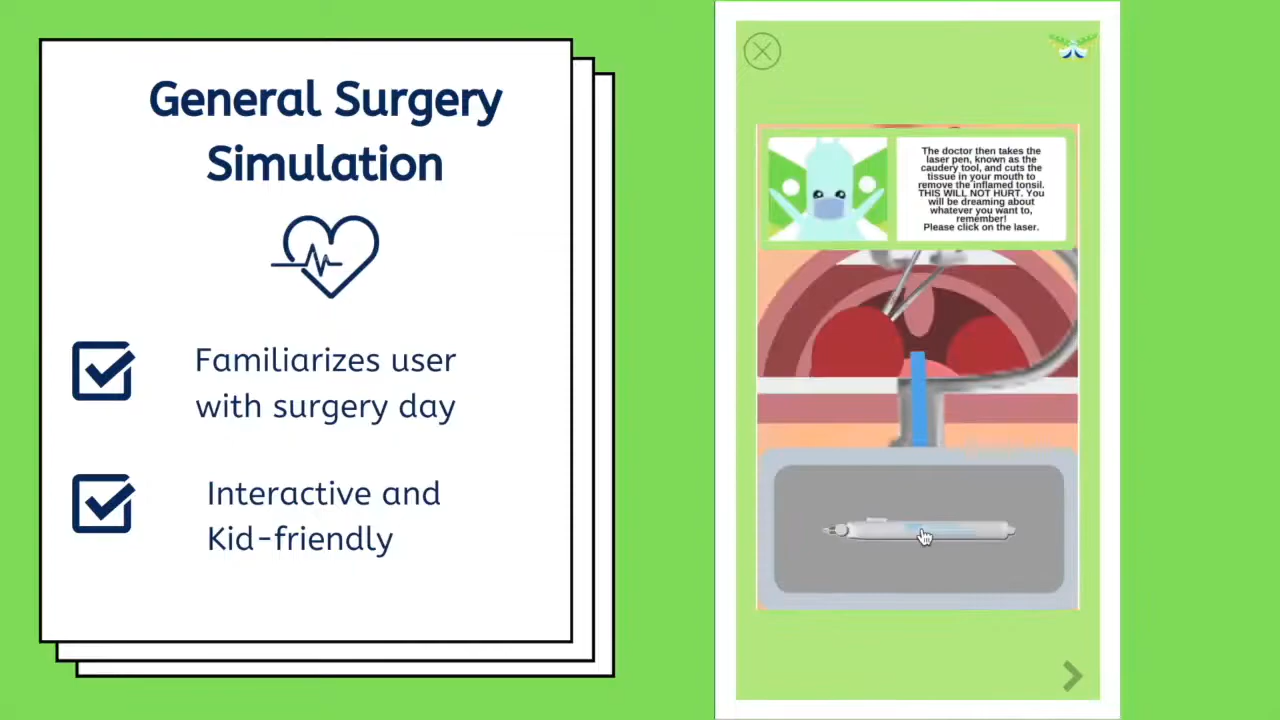 General Surgery
Simulation
Familiarizes user
with surgery day
Interactive and
Kid-friendly
The doctor then takes the
laser pen, known as the
caudery tool, and cuts the
tissue in your mouth to
remove the inflamed tonsil.
THIS WILL NOT HURT. You
will be dreaming about
whatever you want to,
remember!
Please click on the laser.